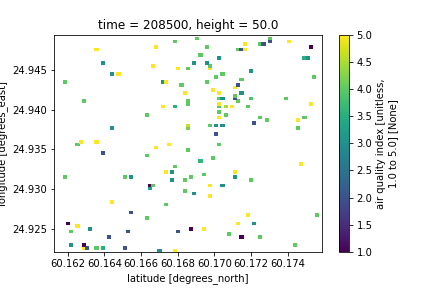 time = 208500, height = 50.0
longitude [degrees_east]
24.945
24.940
24.935
24.930
24.925
60.162 60.164 60.166 60.168 60.170 60.172 60.174
latitude [degrees_north]
5.0
4.5
4.0
3.5
3.0
2.5
2.0
1.5
1.0
air quality index [unitless,
1.0 to 5.0] [None]